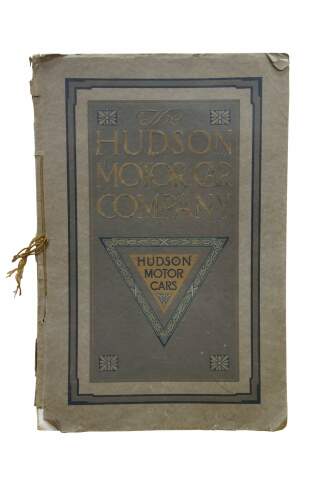 The
HUDSON
MOTOR CAR
COMPANY
HUDSON
MOTOR
CARS